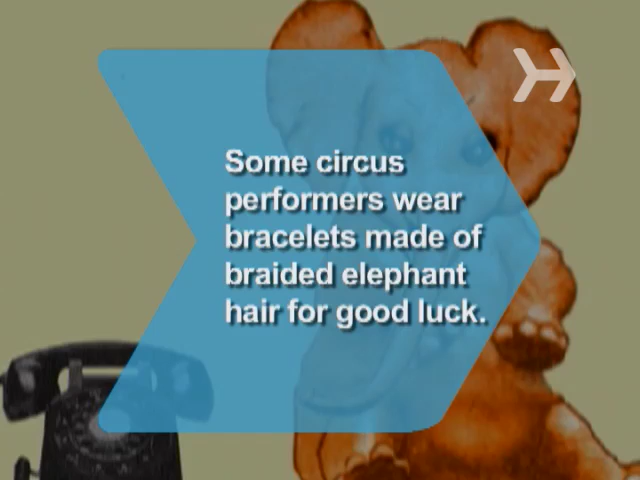 Some circus
performers wear
bracelets made of
braided elephant
hair for good luck.